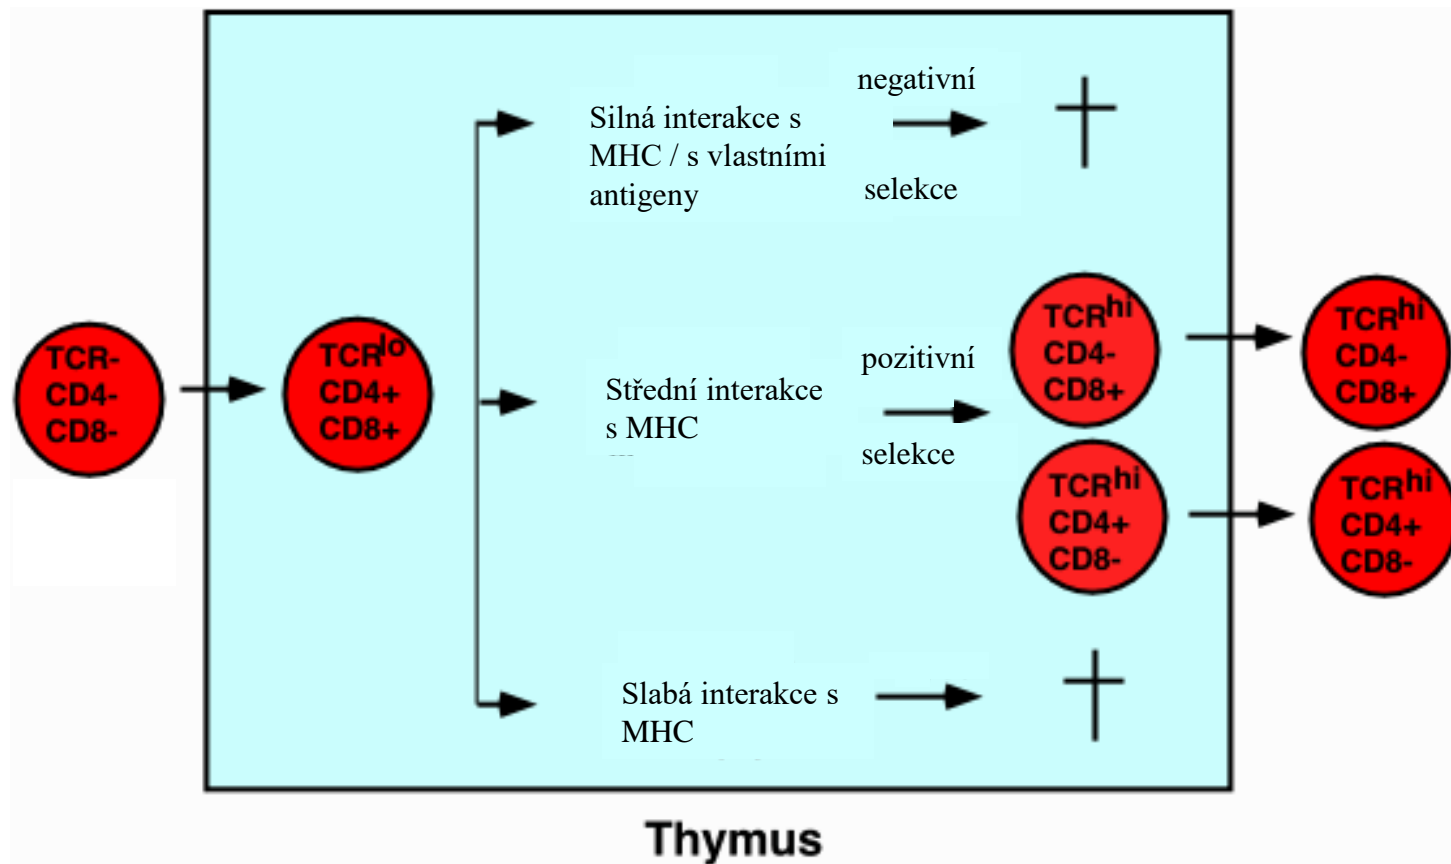 TCR-
CD4-
CD8-
TCRlo
CD4+
CD8+
Silná interakce s
MHC / s vlastními
antigeny
negativní
selekce
Střední interakce
s MHC
pozitivní
selekce
TCRhi
CD4-
CD8+
TCRhi
CD4+
CD8-
TCRhi
CD4-
CD8+
TCRhi
CD4+
CD8-
Slabá interakce s
MHC
Thymus